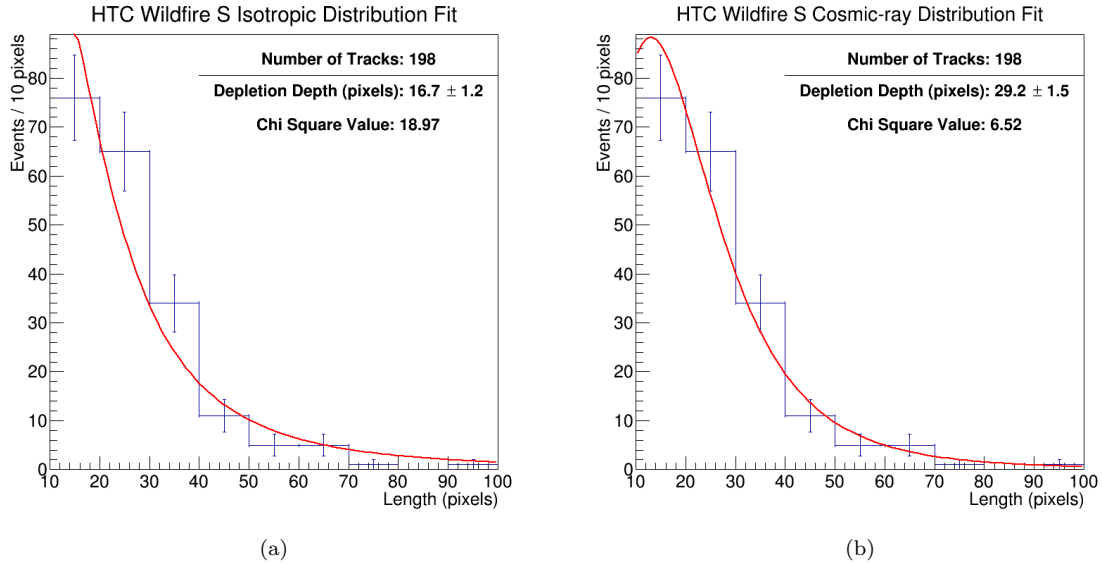 HTC Wildfire S Isotropic Distribution Fit
Number of Tracks: 198
Depletion Depth (pixels): 16.7 ± 1.2
Chi Square Value: 18.97
Events / 10 pixels
80
70
60
50
40
30
20
10
0
10 20 30 40 50 60 70 80 90 100
Length (pixels)
(a)
HTC Wildfire S Cosmic-ray Distribution Fit
Number of Tracks: 198
Depletion Depth (pixels): 29.2 ± 1.5
Chi Square Value: 6.52
Events / 10 pixels
80
70
60
50
40
30
20
10
0
10 20 30 40 50 60 70 80 90 100
Length (pixels)
(b)